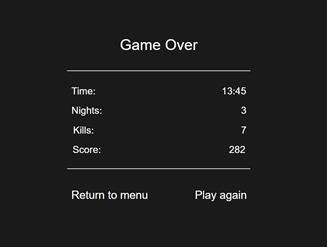 Game Over
Time: 13:45
Nights: 3
Kills: 7
Score: 282
Return to menu Play again